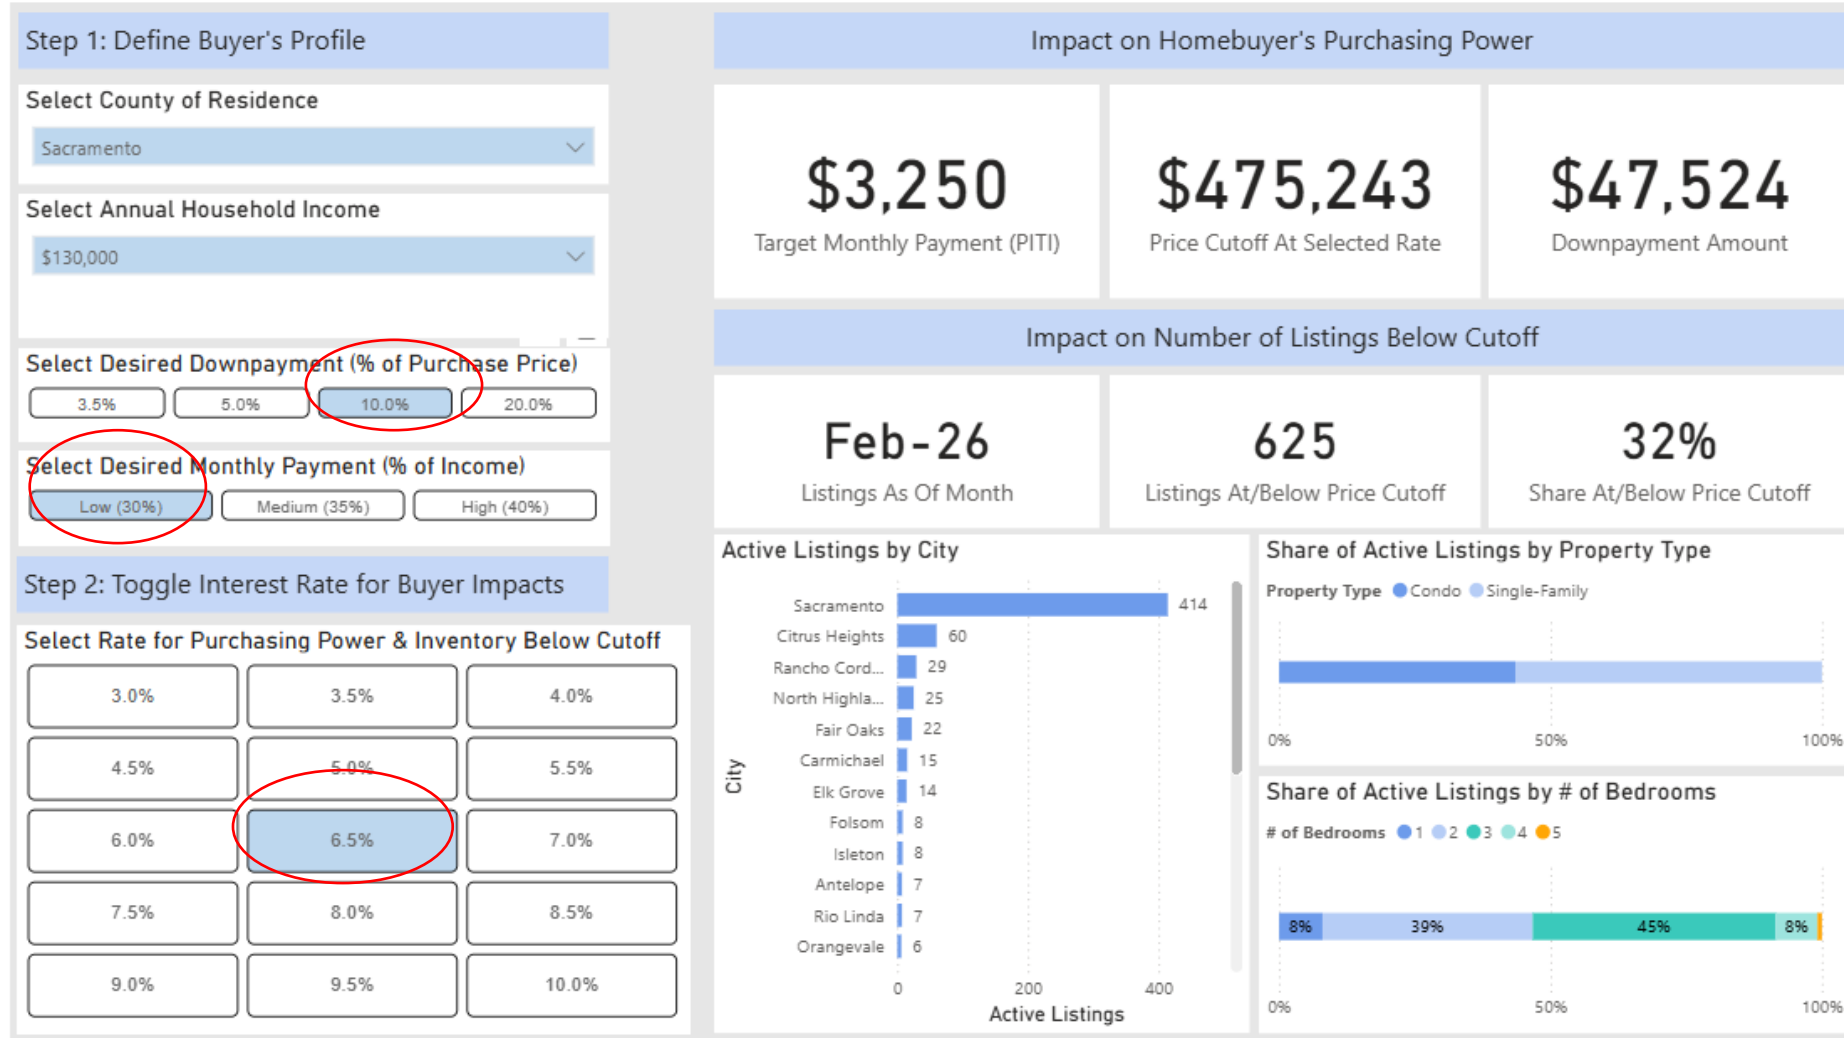 Step 1: Define Buyer's Profile
Select County of Residence
Sacramento
Select Annual Household Income
$130,000
Select Desired Downpayment (% of Purchase Price)
3.5% 5.0% 10.0% 20.0%
Select Desired Monthly Payment (% of Income)
Low (30%) Medium (35%) High (40%)
Step 2: Toggle Interest Rate for Buyer Impacts
Select Rate for Purchasing Power & Inventory Below Cutoff
3.0% 3.5% 4.0%
4.5% 5.0% 5.5%
6.0% 6.5% 7.0%
7.5% 8.0% 8.5%
9.0% 9.5% 10.0%
Impact on Homebuyer's Purchasing Power
$3,250 $475,243 $47,524
Target Monthly Payment (PITI) Price Cutoff At Selected Rate Downpayment Amount
Impact on Number of Listings Below Cutoff
Feb-26 625 32%
Listings As Of Month Listings At/Below Price Cutoff Share At/Below Price Cutoff
Active Listings by City
City
Sacramento 414
Citrus Heights 60
Rancho Cord... 29
North Highla... 25
Fair Oaks 22
Carmichael 15
Elk Grove 14
Folsom 8
Isleton 8
Antelope 7
Rio Linda 7
Orangevale 6
0 200 400
Active Listings
Share of Active Listings by Property Type
Property Type Condo Single-Family
0% 50% 100%
Share of Active Listings by # of Bedrooms
# of Bedrooms 1 2 3 4 5
8% 39% 45% 8%
0% 50% 100%